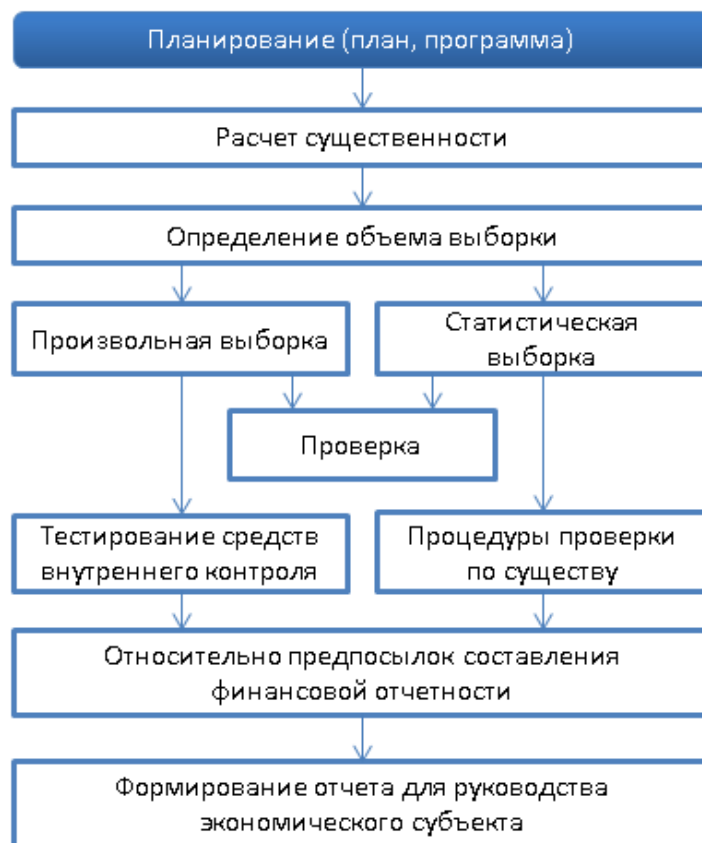 Планирование (план, программа)
Расчет существенности
Определение объема выборки
Произвольная выборка
Статистическая
выборка
Проверка
Тестирование средств
внутреннего контроля
Процедуры проверки
по существу
Относительно предпосылок составления
финансовой отчетности
Формирование отчета для руководства
экономического субъекта